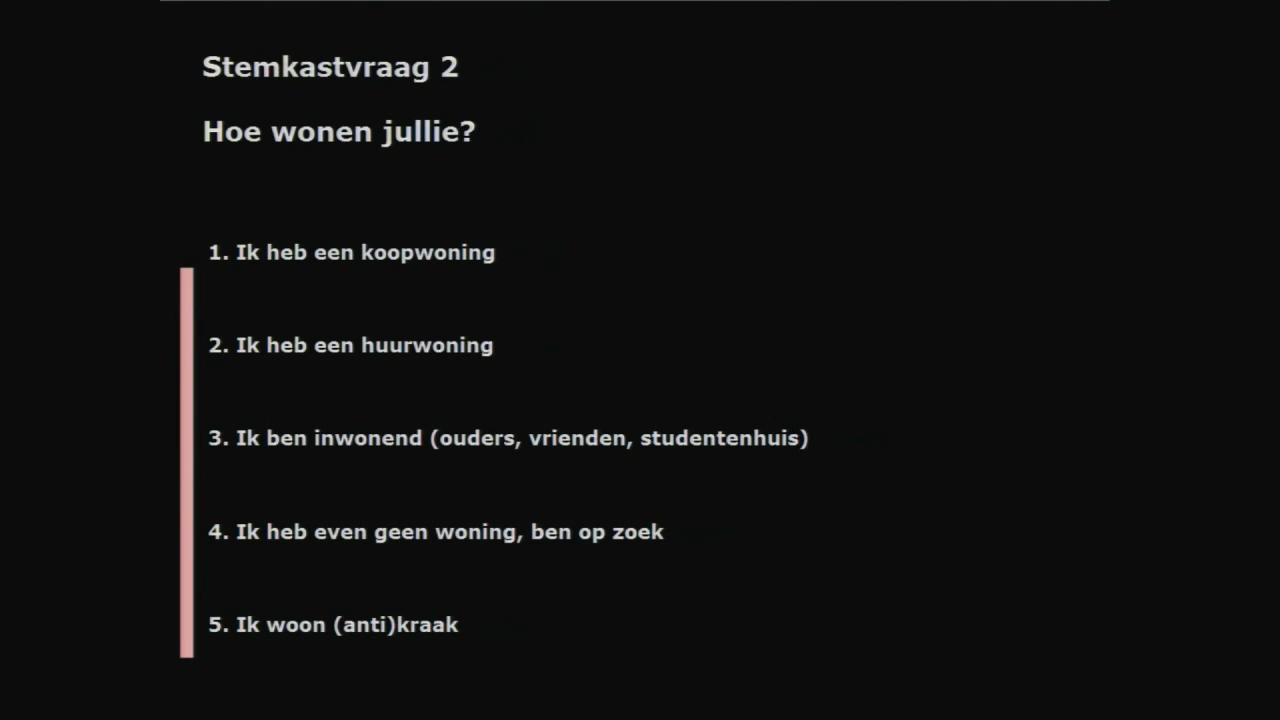 Stemkastvraag 2
Hoe wonen jullie?
1. Ik heb een koopwoning
2. Ik heb een huurwoning
3. Ik ben inwonend (ouders, vrienden, studentenhuis)
4. Ik heb even geen woning, ben op zoek
5. Ik woon (anti)kraak